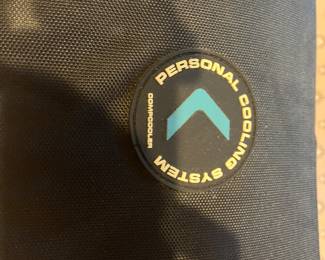 PERSONAL COOLING SYSTEM
COMPCOOLER